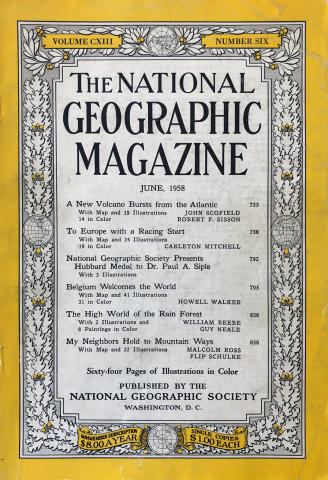 VOLUME CXIII
NUMBER SIX
THE NATIONAL
GEOGRAPHIC
MAGAZINE
JUNE, 1958
A New Volcano Bursts from the Atlantic 735
With Map and 19 Illustrations JOHN SCOFIELD
14 in Color ROBERT F. SISSON
To Europe with a Racing Start 758
With Map and 24 Illustrations
19 in Color CARLETON MITCHELL
National Geographic Society Presents 792
Hubbard Medal to Dr. Paul A. Siple
With 3 Illustrations
Belgium Welcomes the World 795
With Map and 41 Illustrations
31 in Color HOWELL WALKER
The High World of the Rain Forest 838
With 2 Illustrations and WILLIAM BEEBE
8 Paintings in Color GUY NEALE
My Neighbors Hold to Mountain Ways 856
With Map and 22 Illustrations MALCOLM ROSS
FLIP SCHULKE
Sixty-four Pages of Illustrations in Color
PUBLISHED BY THE
NATIONAL GEOGRAPHIC SOCIETY
WASHINGTON, D. C.
NONMEMBER SUBSCRIPTION
$8.00 A YEAR
SINGLE COPIES
$1.00 EACH